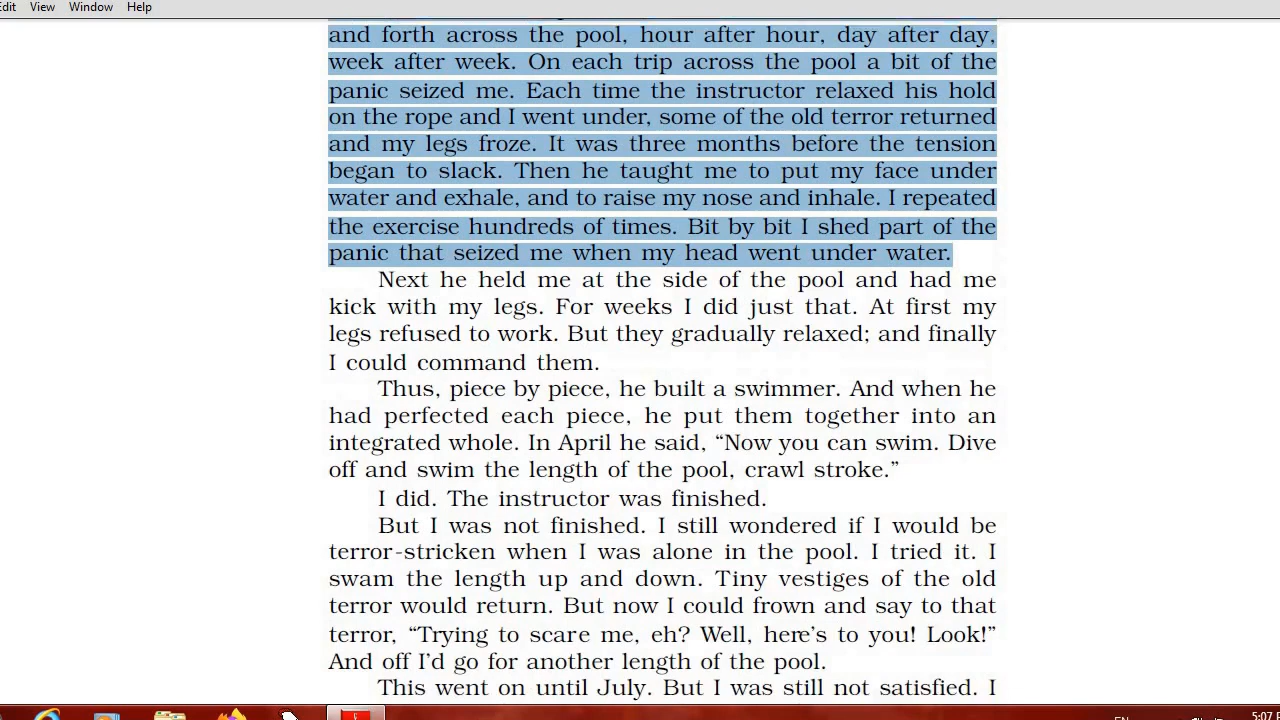 Edit View Window Help
and forth across the pool, hour after hour, day after day,
week after week. On each trip across the pool a bit of the
panic seized me. Each time the instructor relaxed his hold
on the rope and I went under, some of the old terror returned
and my legs froze. It was three months before the tension
began to slack. Then he taught me to put my face under
water and exhale, and to raise my nose and inhale. I repeated
the exercise hundreds of times. Bit by bit I shed part of the
panic that seized me when my head went under water.
Next he held me at the side of the pool and had me
kick with my legs. For weeks I did just that. At first my
legs refused to work. But they gradually relaxed; and finally
I could command them.
Thus, piece by piece, he built a swimmer. And when he
had perfected each piece, he put them together into an
integrated whole. In April he said, “Now you can swim. Dive
off and swim the length of the pool, crawl stroke.”
I did. The instructor was finished.
But I was not finished. I still wondered if I would be
terror-stricken when I was alone in the pool. I tried it. I
swam the length up and down. Tiny vestiges of the old
terror would return. But now I could frown and say to that
terror, “Trying to scare me, eh? Well, here’s to you! Look!”
And off I’d go for another length of the pool.
This went on until July. But I was still not satisfied. I
5:07